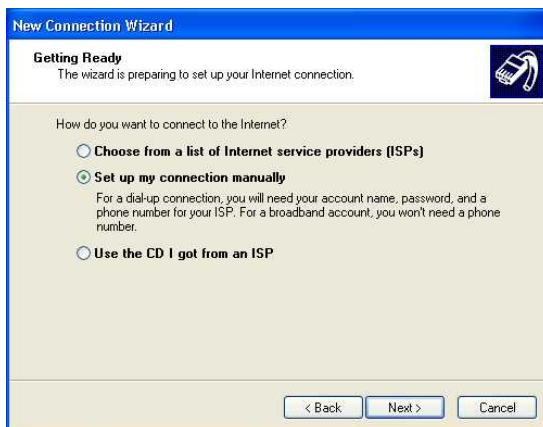 New Connection Wizard
Getting Ready
The wizard is preparing to set up your Internet connection.
How do you want to connect to the Internet?
Choose from a list of Internet service providers (ISPs)
Set up my connection manually
For a dial-up connection, you will need your account name, password, and a
phone number for your ISP. For a broadband account, you won't need a phone
number.
Use the CD I got from an ISP
< Back
Next >
Cancel